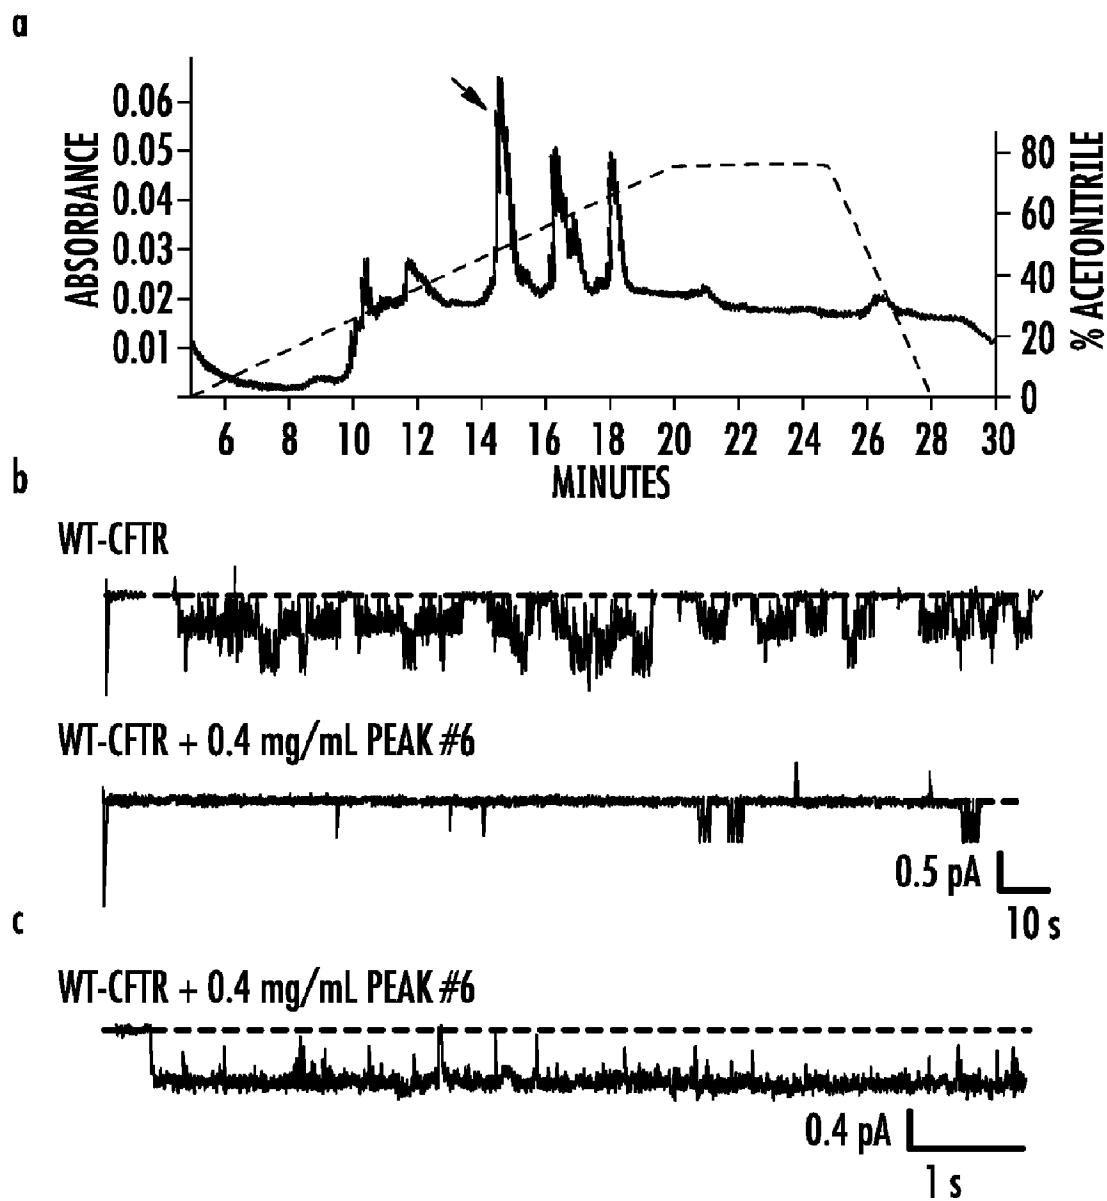 a
ABSORBANCE
0.06
0.05
0.04
0.03
0.02
0.01
80
60
40
20
0
% ACETONITRILE
6 8 10 12 14 16 18 20 22 24 26 28 30
MINUTES
b
WT-CFTR
WT-CFTR + 0.4 mg/mL PEAK #6
0.5 pA
10 s
c
WT-CFTR + 0.4 mg/mL PEAK #6
0.4 pA
1 s